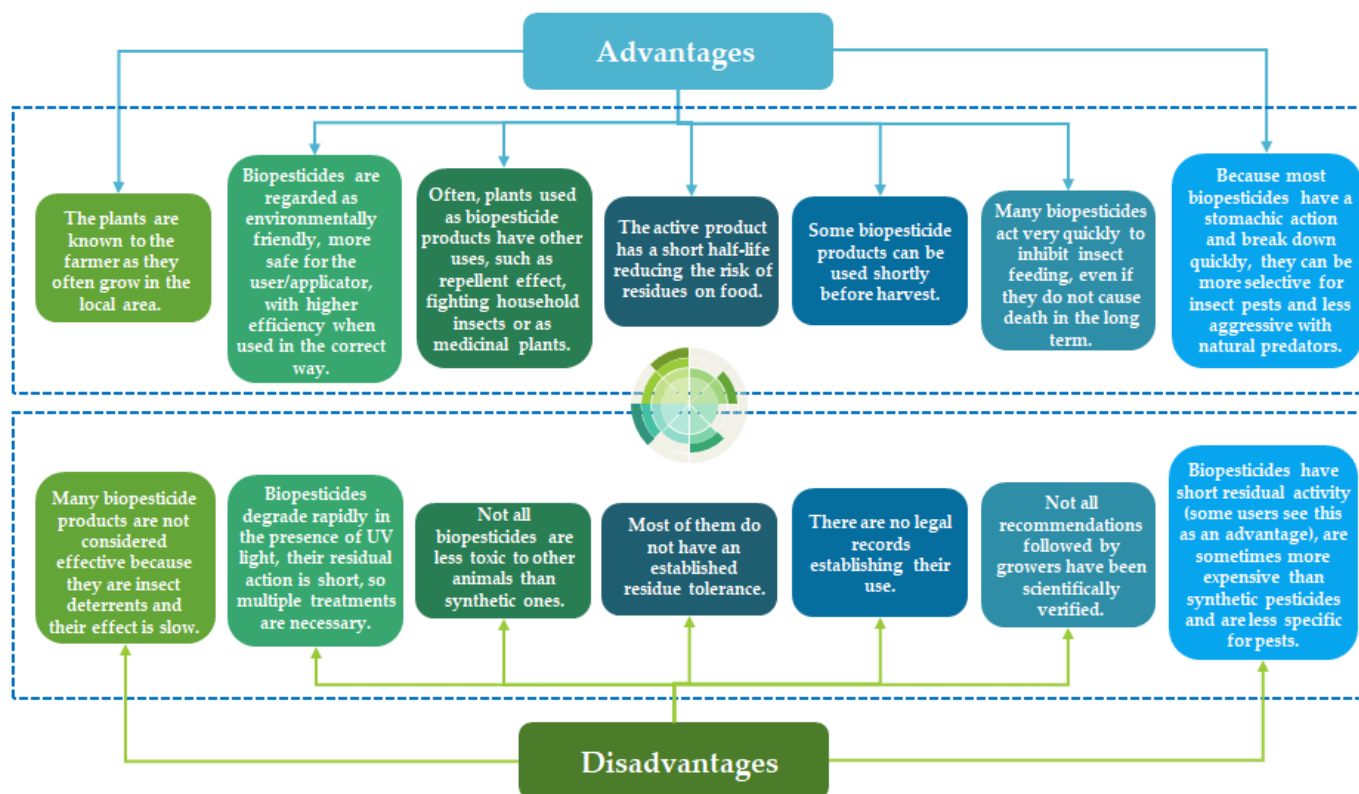 Advantages
The plants are
known to the
farmer as they
often grow in the
local area.
Biopesticides are
regarded as
environmentally
friendly, more
safe for the
user/applicator,
with higher
efficiency when
used in the correct
way.
Often, plants used
as biopesticide
products have other
uses, such as
repellent effect,
fighting household
insects or as
medicinal plants.
The active product
has a short half-life
reducing the risk of
residues on food.
Some biopesticide
products can be
used shortly
before harvest.
Many biopesticides
act very quickly to
inhibit insect
feeding, even if
they do not cause
death in the long
term.
Because most
biopesticides have a
stomachic action
and break down
quickly, they can be
more selective for
insect pests and less
aggressive with
natural predators.
Many biopesticide
products are not
considered
effective because
they are insect
deterrents and
their effect is slow.
Biopesticides
degrade rapidly in
the presence of UV
light, their residual
action is short, so
multiple treatments
are necessary.
Not all
biopesticides are
less toxic to other
animals than
synthetic ones.
Most of them do
not have an
established
residue tolerance.
There are no legal
records
establishing their
use.
Not all
recommendations
followed by
growers have been
scientifically
verified.
Biopesticides have
short residual activity
(some users see this
as an advantage), are
sometimes more
expensive than
synthetic pesticides
and are less specific
for pests.
Disadvantages